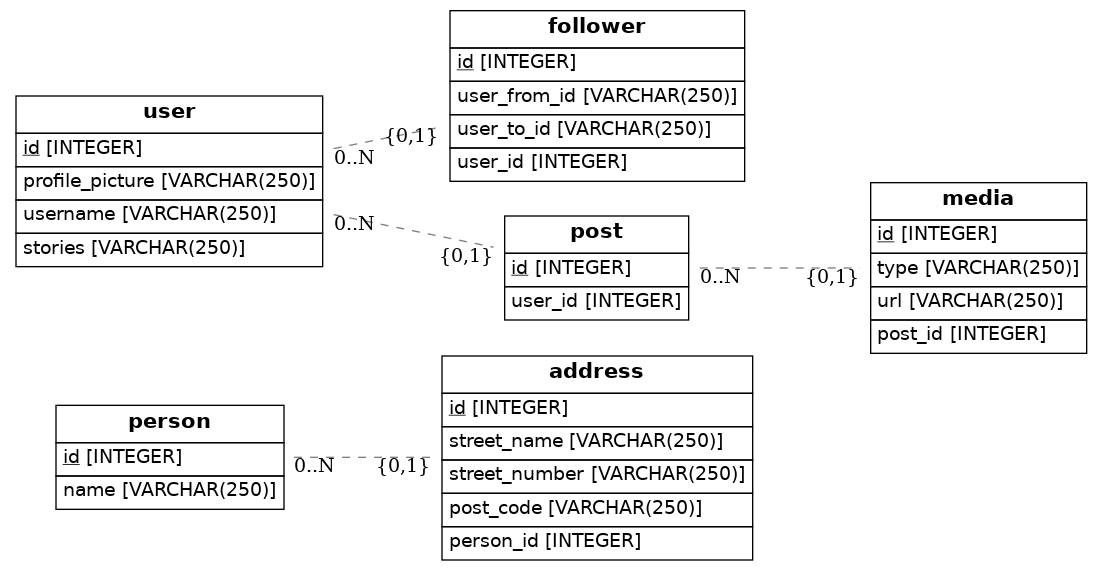 follower
id [INTEGER]
user_from_id [VARCHAR(250)]
user_to_id [VARCHAR(250)]
user_id [INTEGER]
user
id [INTEGER]
profile_picture [VARCHAR(250)]
username [VARCHAR(250)]
stories [VARCHAR(250)]
{0,1}
0..N
0..N
{0,1}
post
id [INTEGER]
user_id [INTEGER]
0..N
{0,1}
media
id [INTEGER]
type [VARCHAR(250)]
url [VARCHAR(250)]
post_id [INTEGER]
person
id [INTEGER]
name [VARCHAR(250)]
0..N
{0,1}
address
id [INTEGER]
street_name [VARCHAR(250)]
street_number [VARCHAR(250)]
post_code [VARCHAR(250)]
person_id [INTEGER]